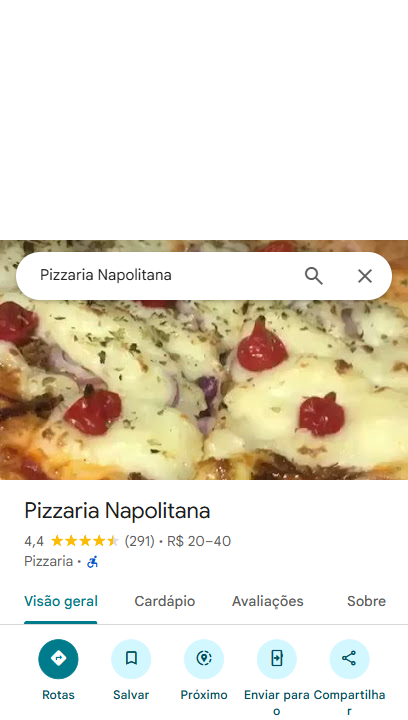 Pizzaria Napolitana
Pizzaria Napolitana
4,4 (291) • R$ 20–40
Pizzaria •
Visão geral Cardápio Avaliações Sobre
Rotas Salvar Próximo Enviar para o Compartilhar